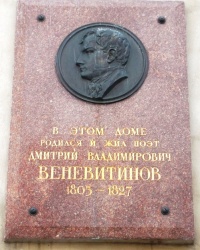 В ЭТОМ ДОМЕ
РОДИЛСЯ И ЖИЛ ПОЭТ
ДМИТРИЙ ВЛАДИМИРОВИЧ
ВЕНЕВИТИНОВ
1805–1827